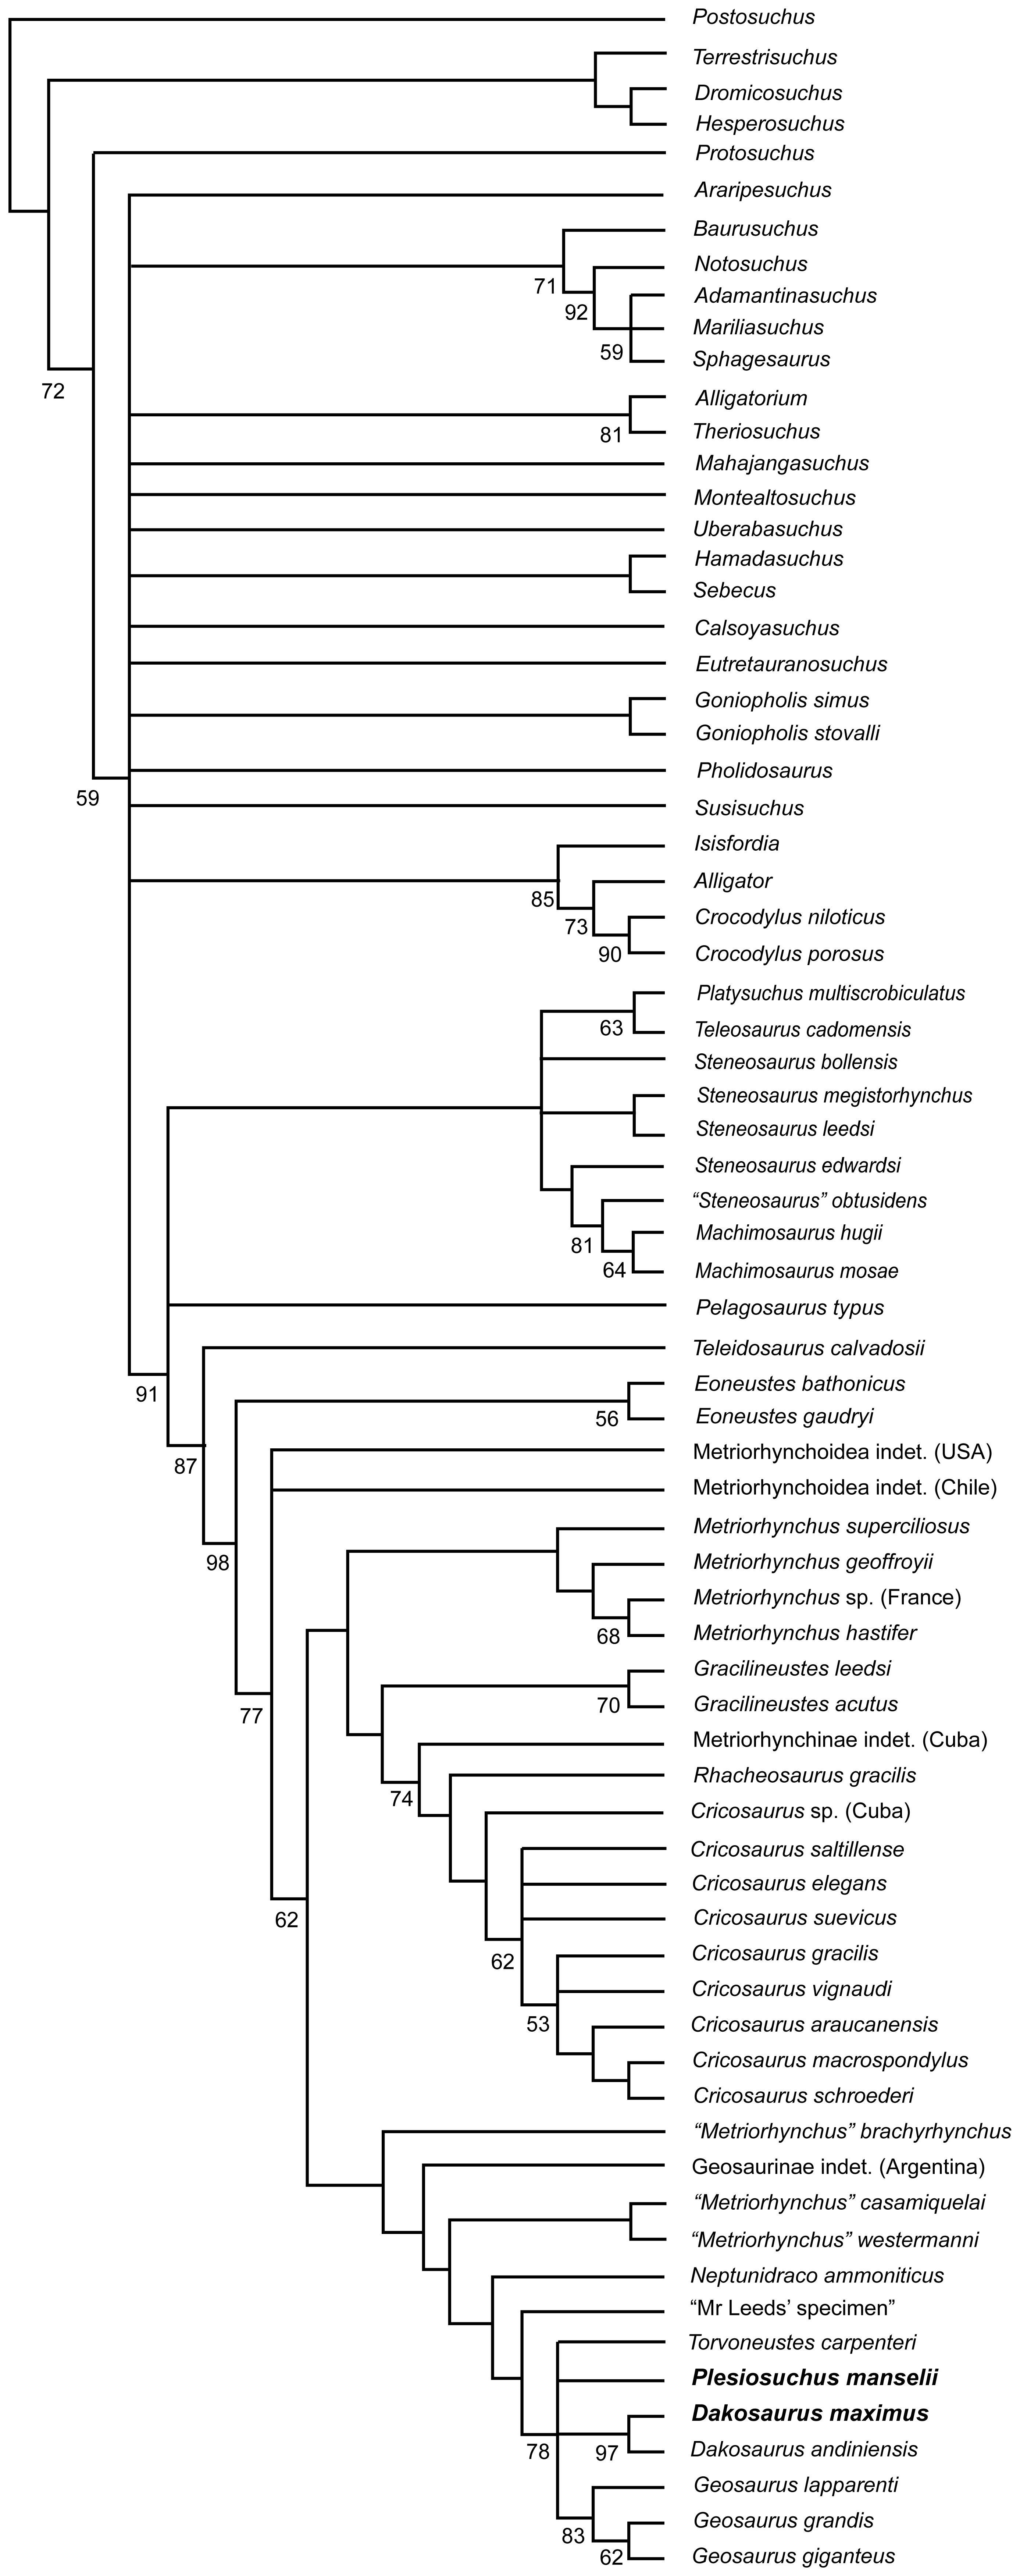 Postosuchus
Terrestrisuchus
Dromicosuchus
Hesperosuchus
Protosuchus
Araripesuchus
Baurusuchus
Notosuchus
71
Adamantinasuchus
92
Mariliasuchus
59
Sphagesaurus
72
Alligatorium
Theriosuchus
81
Mahajangasuchus
Montealtosuchus
Uberabasuchus
Hamadasuchus
Sebecus
Calsoyasuchus
Eutretauranosuchus
Goniopholis simus
Goniopholis stovalli
Pholidosaurus
59
Susisuchus
Isisfordia
Alligator
85
Crocodylus niloticus
73
Crocodylus porosus
90
Platysuchus multiscrobiculatus
63
Teleosaurus cadomensis
Steneosaurus bollensis
Steneosaurus megistorhynchus
Steneosaurus leedsi
Steneosaurus edwardsi
“Steneosaurus” obtusidens
Machimosaurus hugii
81
64
Machimosaurus mosae
Pelagosaurus typus
Teleidosaurus calvadosii
Eoneustes bathonicus
91
56
Eoneustes gaudryi
Metriorhynchoidea indet. (USA)
87
Metriorhynchoidea indet. (Chile)
Metriorhynchus superciliosus
98
Metriorhynchus geoffroyii
Metriorhynchus sp. (France)
68
Metriorhynchus hastifer
Gracilineustes leedsi
70
Gracilineustes acutus
77
Metriorhynchinae indet. (Cuba)
Rhacheosaurus gracilis
74
Cricosaurus sp. (Cuba)
Cricosaurus saltillense
Cricosaurus elegans
62
Cricosaurus suevicus
Cricosaurus gracilis
62
Cricosaurus vignaudi
53
Cricosaurus araucanensis
Cricosaurus macrospondylus
Cricosaurus schroederi
“Metriorhynchus” brachyrhynchus
Geosaurinae indet. (Argentina)
“Metriorhynchus” casamiquelai
“Metriorhynchus” westermanni
Neptunidraco ammoniticus
“Mr Leeds’ specimen”
Torvoneustes carpenteri
Plesiosuchus manselii
Dakosaurus maximus
78
97
Dakosaurus andiniensis
Geosaurus lapparenti
Geosaurus grandis
83
62
Geosaurus giganteus